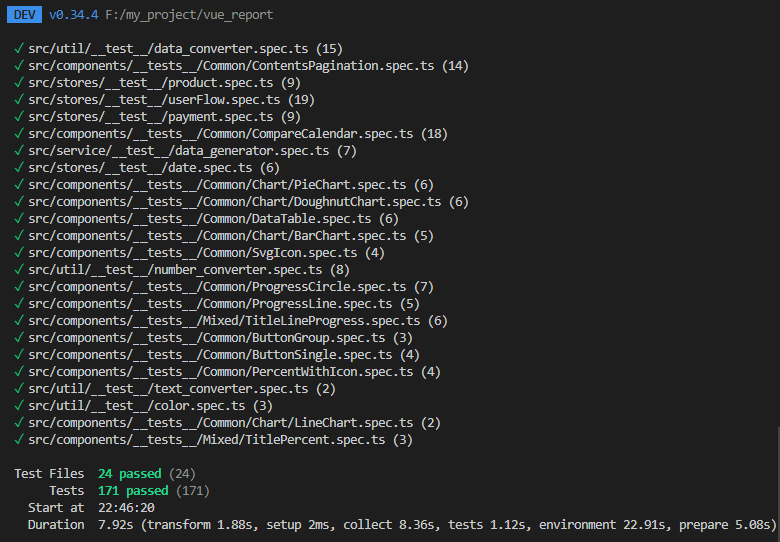 DEV v0.34.4 F:/my_project/vue_report
✓ src/util/__test__/data_converter.spec.ts (15)
✓ src/components/__tests__/Common/ContentsPagination.spec.ts (14)
✓ src/stores/__test__/product.spec.ts (9)
✓ src/stores/__test__/userFlow.spec.ts (19)
✓ src/stores/__test__/payment.spec.ts (9)
✓ src/components/__tests__/Common/CompareCalendar.spec.ts (18)
✓ src/service/__test__/data_generator.spec.ts (7)
✓ src/stores/__test__/date.spec.ts (6)
✓ src/components/__tests__/Common/Chart/PieChart.spec.ts (6)
✓ src/components/__tests__/Common/Chart/DoughnutChart.spec.ts (6)
✓ src/components/__tests__/Common/DataTable.spec.ts (6)
✓ src/components/__tests__/Common/Chart/BarChart.spec.ts (5)
✓ src/components/__tests__/Common/SvgIcon.spec.ts (4)
✓ src/util/__test__/number_converter.spec.ts (8)
✓ src/components/__tests__/Common/ProgressCircle.spec.ts (7)
✓ src/components/__tests__/Common/ProgressLine.spec.ts (5)
✓ src/components/__tests__/Mixed/TitleLineProgress.spec.ts (6)
✓ src/components/__tests__/Common/ButtonGroup.spec.ts (3)
✓ src/components/__tests__/Common/ButtonSingle.spec.ts (4)
✓ src/components/__tests__/Common/PercentWithIcon.spec.ts (4)
✓ src/util/__test__/text_converter.spec.ts (2)
✓ src/util/__test__/color.spec.ts (3)
✓ src/components/__tests__/Common/Chart/LineChart.spec.ts (2)
✓ src/components/__tests__/Mixed/TitlePercent.spec.ts (3)
Test Files 24 passed (24)
Tests 171 passed (171)
Start at 22:46:20
Duration 7.92s (transform 1.88s, setup 2ms, collect 8.36s, tests 1.12s, environment 22.91s, prepare 5.08s)